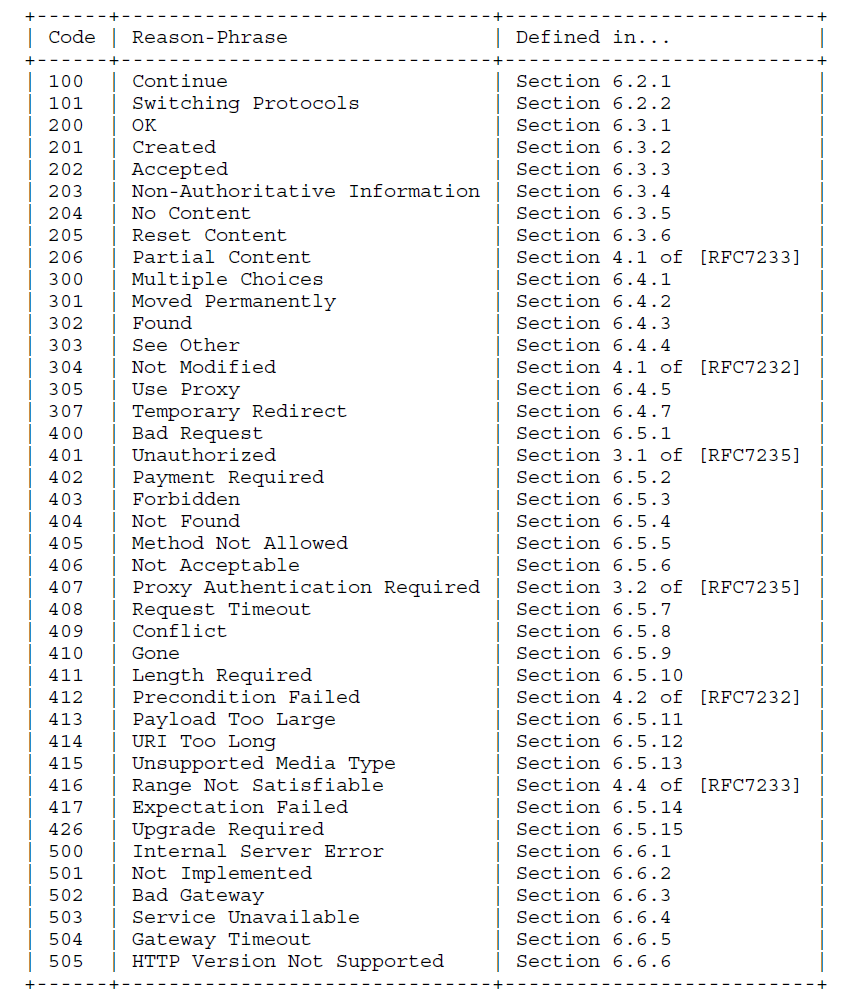 +------+-------------------------------+--------------------------+
| Code | Reason-Phrase                 | Defined in...            |
+------+-------------------------------+--------------------------+
| 100  | Continue                      | Section 6.2.1            |
| 101  | Switching Protocols           | Section 6.2.2            |
| 200  | OK                            | Section 6.3.1            |
| 201  | Created                       | Section 6.3.2            |
| 202  | Accepted                      | Section 6.3.3            |
| 203  | Non-Authoritative Information | Section 6.3.4            |
| 204  | No Content                    | Section 6.3.5            |
| 205  | Reset Content                 | Section 6.3.6            |
| 206  | Partial Content               | Section 4.1 of [RFC7233] |
| 300  | Multiple Choices              | Section 6.4.1            |
| 301  | Moved Permanently             | Section 6.4.2            |
| 302  | Found                         | Section 6.4.3            |
| 303  | See Other                     | Section 6.4.4            |
| 304  | Not Modified                  | Section 4.1 of [RFC7232] |
| 305  | Use Proxy                     | Section 6.4.5            |
| 307  | Temporary Redirect            | Section 6.4.7            |
| 400  | Bad Request                   | Section 6.5.1            |
| 401  | Unauthorized                  | Section 3.1 of [RFC7235] |
| 402  | Payment Required              | Section 6.5.2            |
| 403  | Forbidden                     | Section 6.5.3            |
| 404  | Not Found                     | Section 6.5.4            |
| 405  | Method Not Allowed            | Section 6.5.5            |
| 406  | Not Acceptable                | Section 6.5.6            |
| 407  | Proxy Authentication Required | Section 3.2 of [RFC7235] |
| 408  | Request Timeout               | Section 6.5.7            |
| 409  | Conflict                      | Section 6.5.8            |
| 410  | Gone                          | Section 6.5.9            |
| 411  | Length Required               | Section 6.5.10           |
| 412  | Precondition Failed           | Section 4.2 of [RFC7232] |
| 413  | Payload Too Large             | Section 6.5.11           |
| 414  | URI Too Long                  | Section 6.5.12           |
| 415  | Unsupported Media Type        | Section 6.5.13           |
| 416  | Range Not Satisfiable         | Section 4.4 of [RFC7233] |
| 417  | Expectation Failed            | Section 6.5.14           |
| 426  | Upgrade Required              | Section 6.5.15           |
| 500  | Internal Server Error         | Section 6.6.1            |
| 501  | Not Implemented               | Section 6.6.2            |
| 502  | Bad Gateway                   | Section 6.6.3            |
| 503  | Service Unavailable           | Section 6.6.4            |
| 504  | Gateway Timeout               | Section 6.6.5            |
| 505  | HTTP Version Not Supported    | Section 6.6.6            |
+------+-------------------------------+--------------------------+